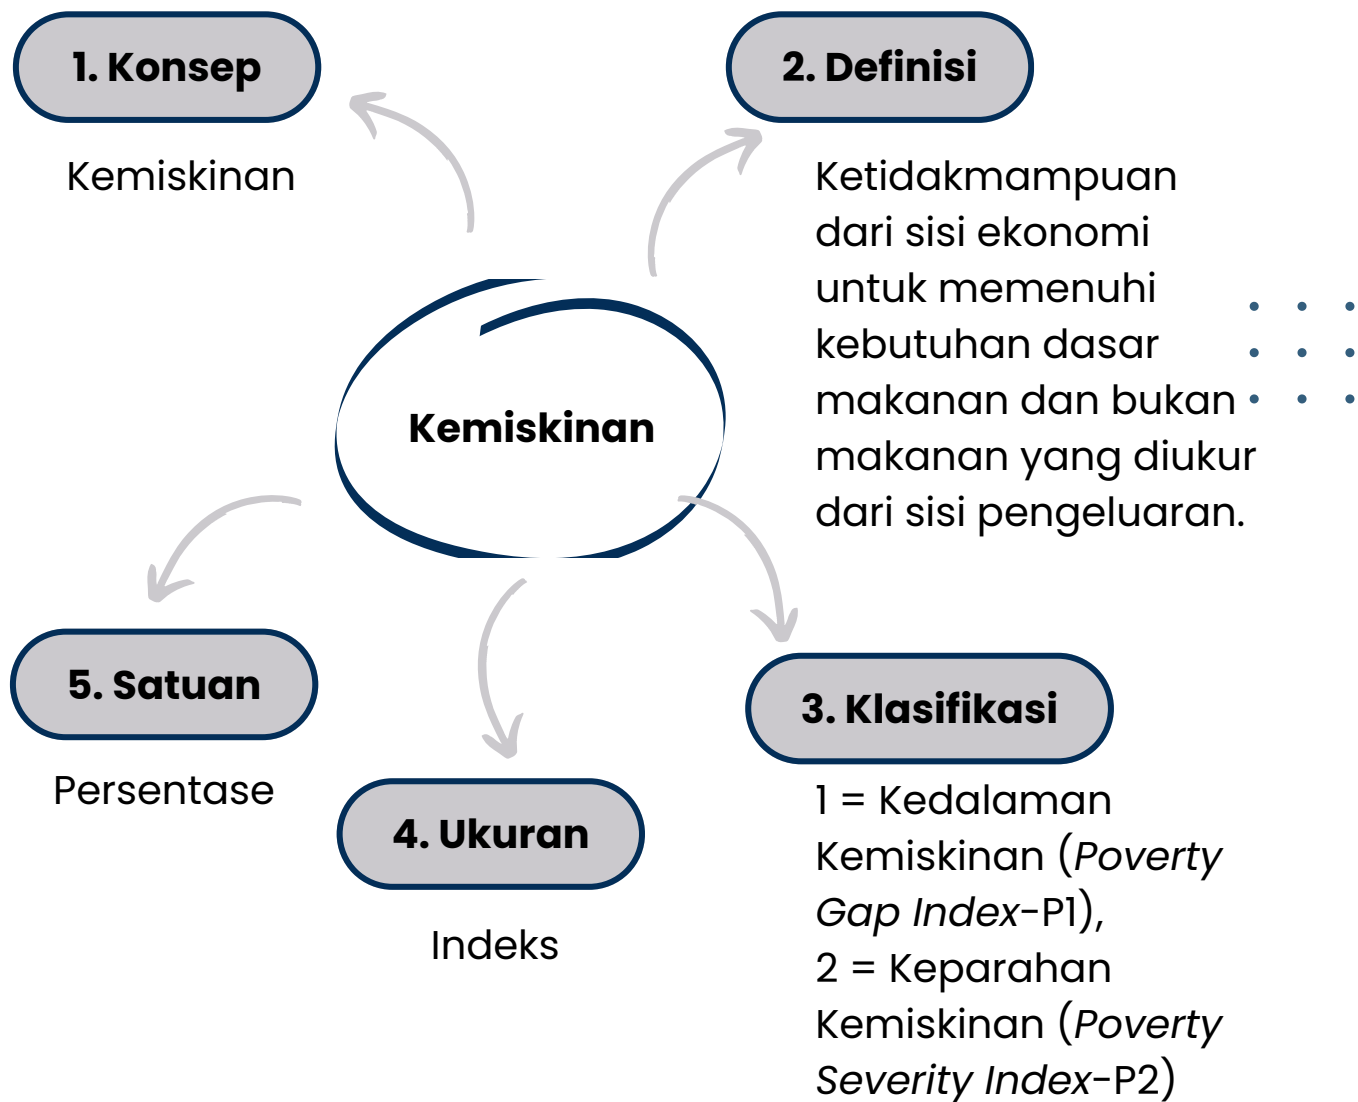 1. Konsep
Kemiskinan
2. Definisi
Ketidakmampuan
dari sisi ekonomi
untuk memenuhi
kebutuhan dasar
makanan dan bukan
makanan yang diukur
dari sisi pengeluaran.
Kemiskinan
3. Klasifikasi
1 = Kedalaman
Kemiskinan (Poverty
Gap Index-P1),
2 = Keparahan
Kemiskinan (Poverty
Severity Index-P2)
4. Ukuran
Indeks
5. Satuan
Persentase